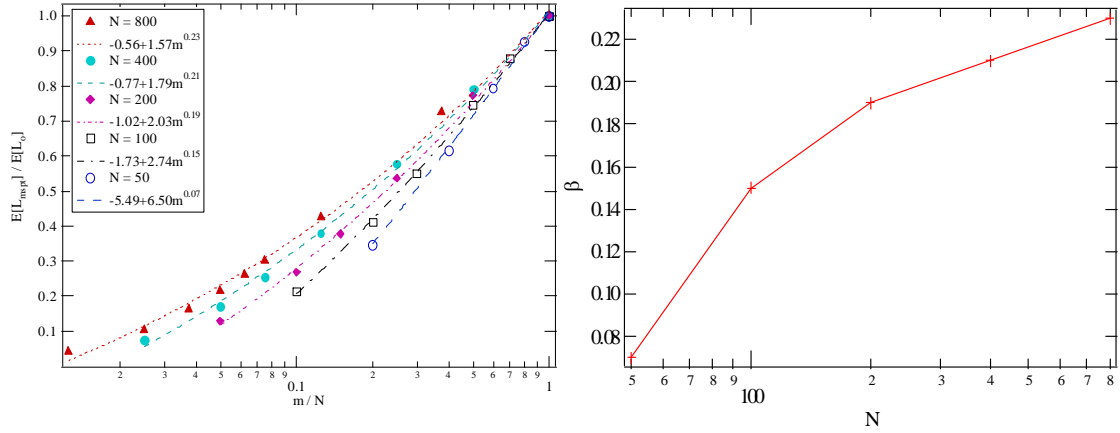 1.0
0.9
0.8
0.7
0.6
0.5
0.4
0.3
0.2
0.1
E[L_mspt] / E[L_o]
N = 800
-0.56+1.57m^0.23
N = 400
-0.77+1.79m^0.21
N = 200
-1.02+2.03m^0.19
N = 100
-1.73+2.74m^0.15
N = 50
-5.49+6.50m^0.07
2 3 4 5 6 7 8 9 0.1 2 3 4 5 6 7 8 9 1
m / N
0.22
0.20
0.18
0.16
0.14
0.12
0.10
0.08
β
5 6 7 8 9 100 2 3 4 5 6 7 8
N